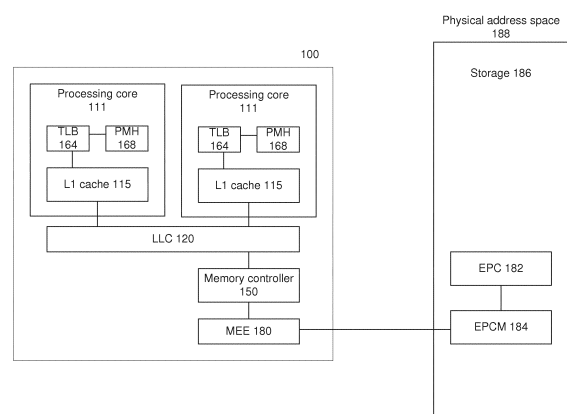 Physical address space
188
100
Storage 186
Processing core
111
TLB
164
PMH
168
L1 cache 115
Processing core
111
TLB
164
PMH
168
L1 cache 115
LLC 120
Memory controller
150
MEE 180
EPC 182
EPCM 184